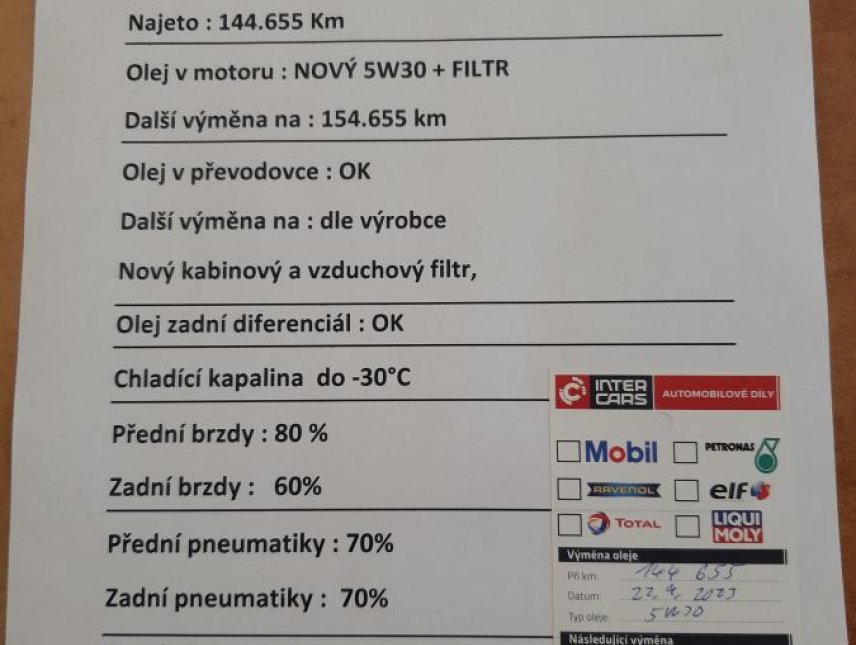 Najeto : 144.655 Km
Olej v motoru : NOVÝ 5W30 + FILTR
Další výměna na : 154.655 km
Olej v převodovce : OK
Další výměna na : dle výrobce
Nový kabinový a vzduchový filtr,
Olej zadní diferenciál : OK
Chladící kapalina do -30°C
Přední brzdy : 80 %
Zadní brzdy : 60%
Přední pneumatiky : 70%
Zadní pneumatiky : 70%
INTER CARS AUTOMOBILOVÉ DÍLY
Mobil PETRONAS
RAVENOL elf
TOTAL LIQUI MOLY
Výměna oleje
Při km: 144 655
Datum: 22. 9. 2023
Typ oleje: 5W30
Následující výměna